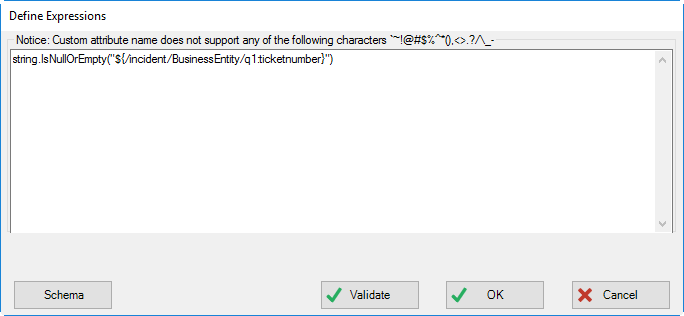 Define Expressions
Notice: Custom attribute name does not support any of the following characters `~!@#$%^*(),<>.?/\_-
string.IsNullOrEmpty("${/incident/BusinessEntity/q1:ticketnumber}")
Schema
Validate
OK
Cancel